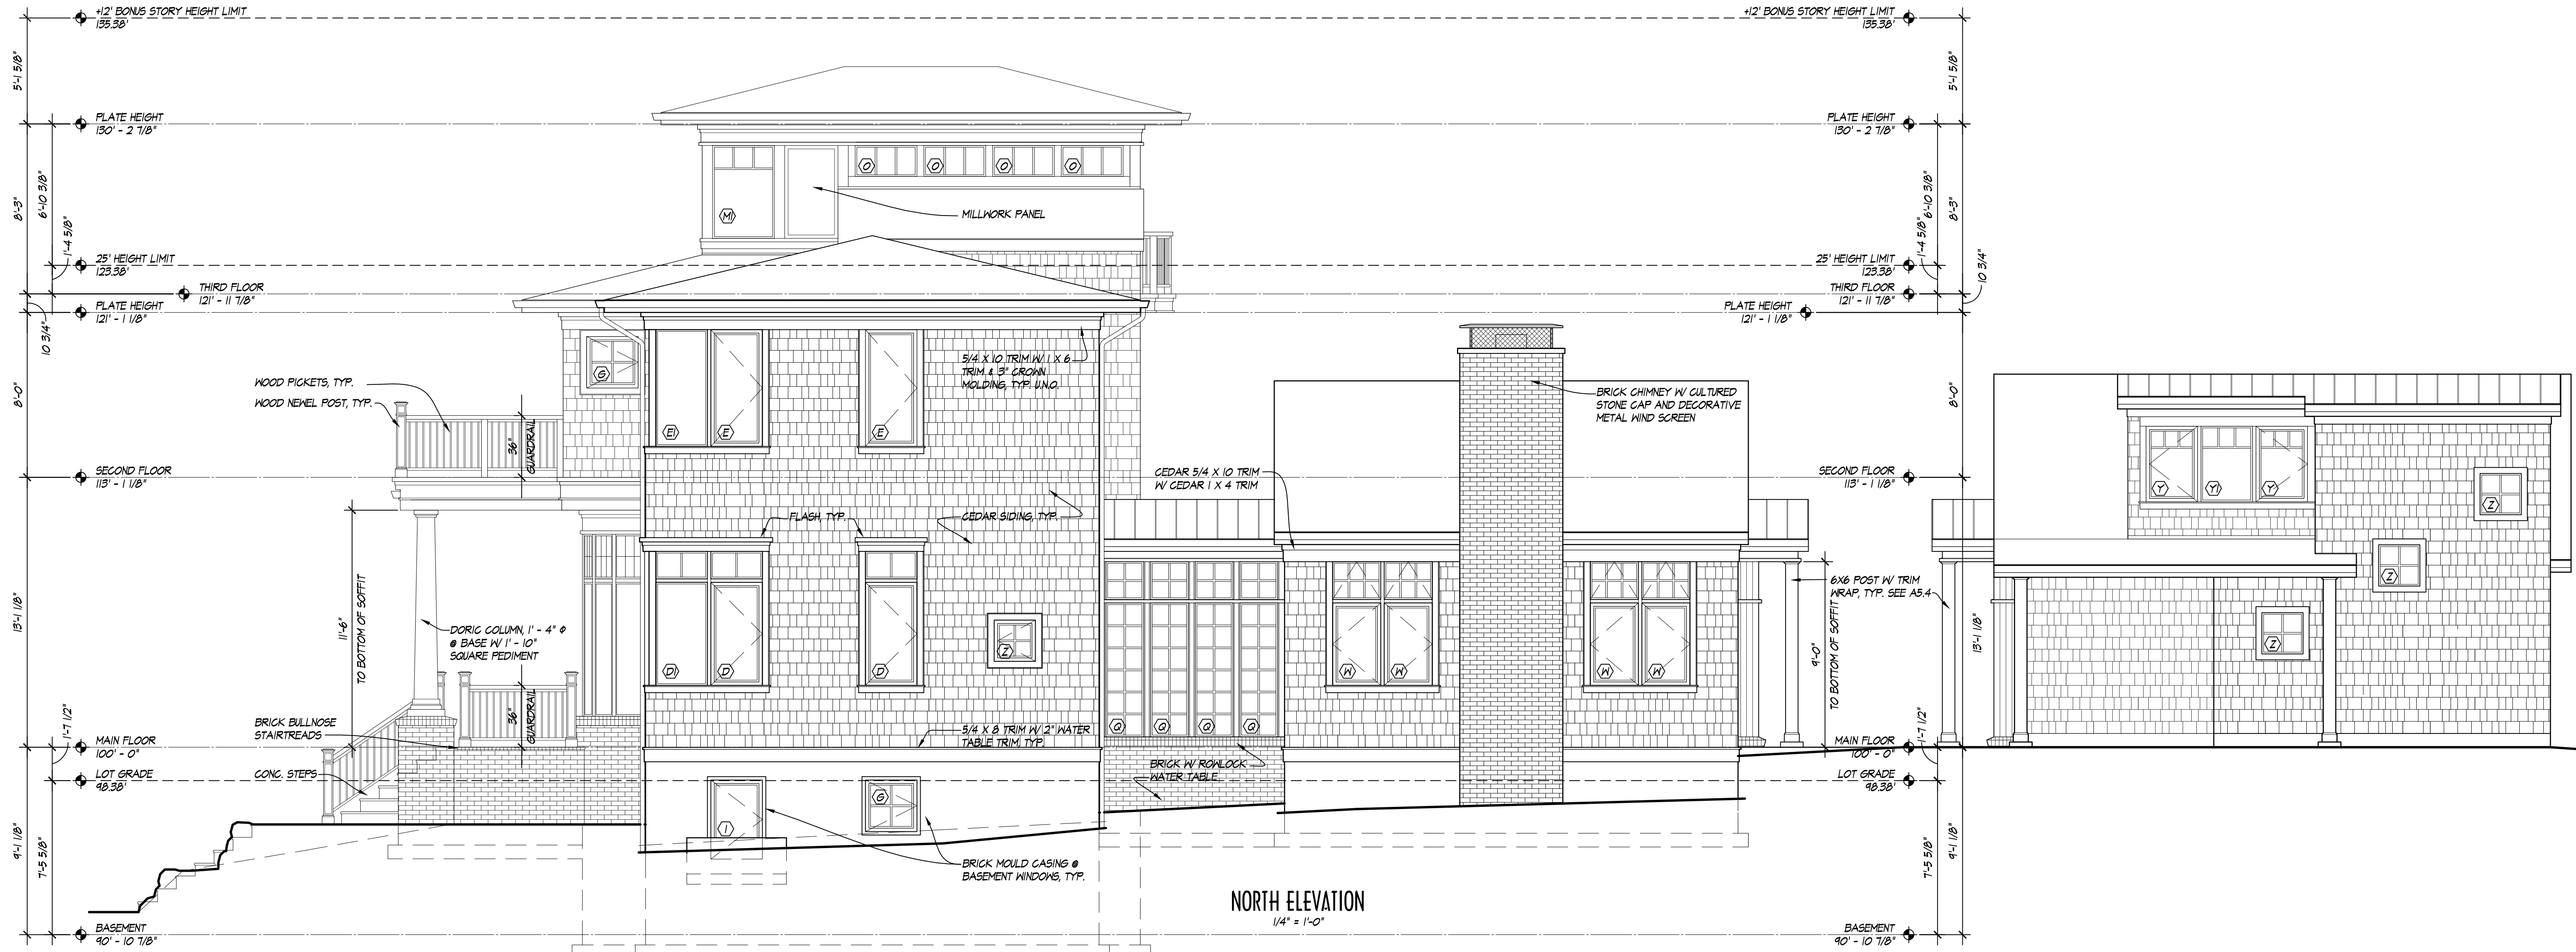 +12' BONUS STORY HEIGHT LIMIT
135.38'
+12' BONUS STORY HEIGHT LIMIT
135.38'
5'-1 5/8"
5'-1 5/8"
PLATE HEIGHT
130' - 2 7/8"
PLATE HEIGHT
130' - 2 7/8"
O
O
O
O
M1
MILLWORK PANEL
8'-3"
6'-10 3/8"
1'-4 5/8"
1'-4 5/8"
6'-10 3/8"
8'-3"
25' HEIGHT LIMIT
123.38'
25' HEIGHT LIMIT
123.38'
10 3/4"
THIRD FLOOR
121' - 11 7/8"
THIRD FLOOR
121' - 11 7/8"
PLATE HEIGHT
121' - 1 1/8"
PLATE HEIGHT
121' - 1 1/8"
10 3/4"
G
5/4 X 10 TRIM W/ 1 X 6
TRIM & 3" CROWN
MOLDING, TYP. U.N.O.
WOOD PICKETS, TYP.
WOOD NEWEL POST, TYP.
8'-0"
8'-0"
BRICK CHIMNEY W/ CULTURED
STONE CAP AND DECORATIVE
METAL WIND SCREEN
E1
E
E
36"
GUARDRAIL
SECOND FLOOR
113' - 1 1/8"
CEDAR 5/4 X 10 TRIM
W/ CEDAR 1 X 4 TRIM
SECOND FLOOR
113' - 1 1/8"
Y
Y1
Y
Z
FLASH, TYP.
CEDAR SIDING, TYP.
13'-1 1/8"
11'-6"
TO BOTTOM OF SOFFIT
DORIC COLUMN, 1' - 4" Φ
@ BASE W/ 1' - 10"
SQUARE PEDIMENT
6X6 POST W/ TRIM
WRAP, TYP. SEE A5.4
Z
Z
Z
D1
D
D
W
W
W
W
9'-0"
TO BOTTOM OF SOFFIT
13'-1 1/8"
36"
GUARDRAIL
BRICK BULLNOSE
STAIRTREADS
5/4 X 8 TRIM W/ 2" WATER
TABLE TRIM, TYP.
Q
Q
Q
Q
1'-7 1/2"
1'-7 1/2"
MAIN FLOOR
100' - 0"
MAIN FLOOR
100' - 0"
LOT GRADE
98.38'
CONC. STEPS
BRICK W/ ROWLOCK
WATER TABLE
LOT GRADE
98.38'
G
I
9'-1 1/8"
7'-5 5/8"
BRICK MOULD CASING @
BASEMENT WINDOWS, TYP.
7'-5 5/8"
9'-1 1/8"
NORTH ELEVATION
1/4" = 1'-0"
BASEMENT
90' - 10 7/8"
BASEMENT
90' - 10 7/8"